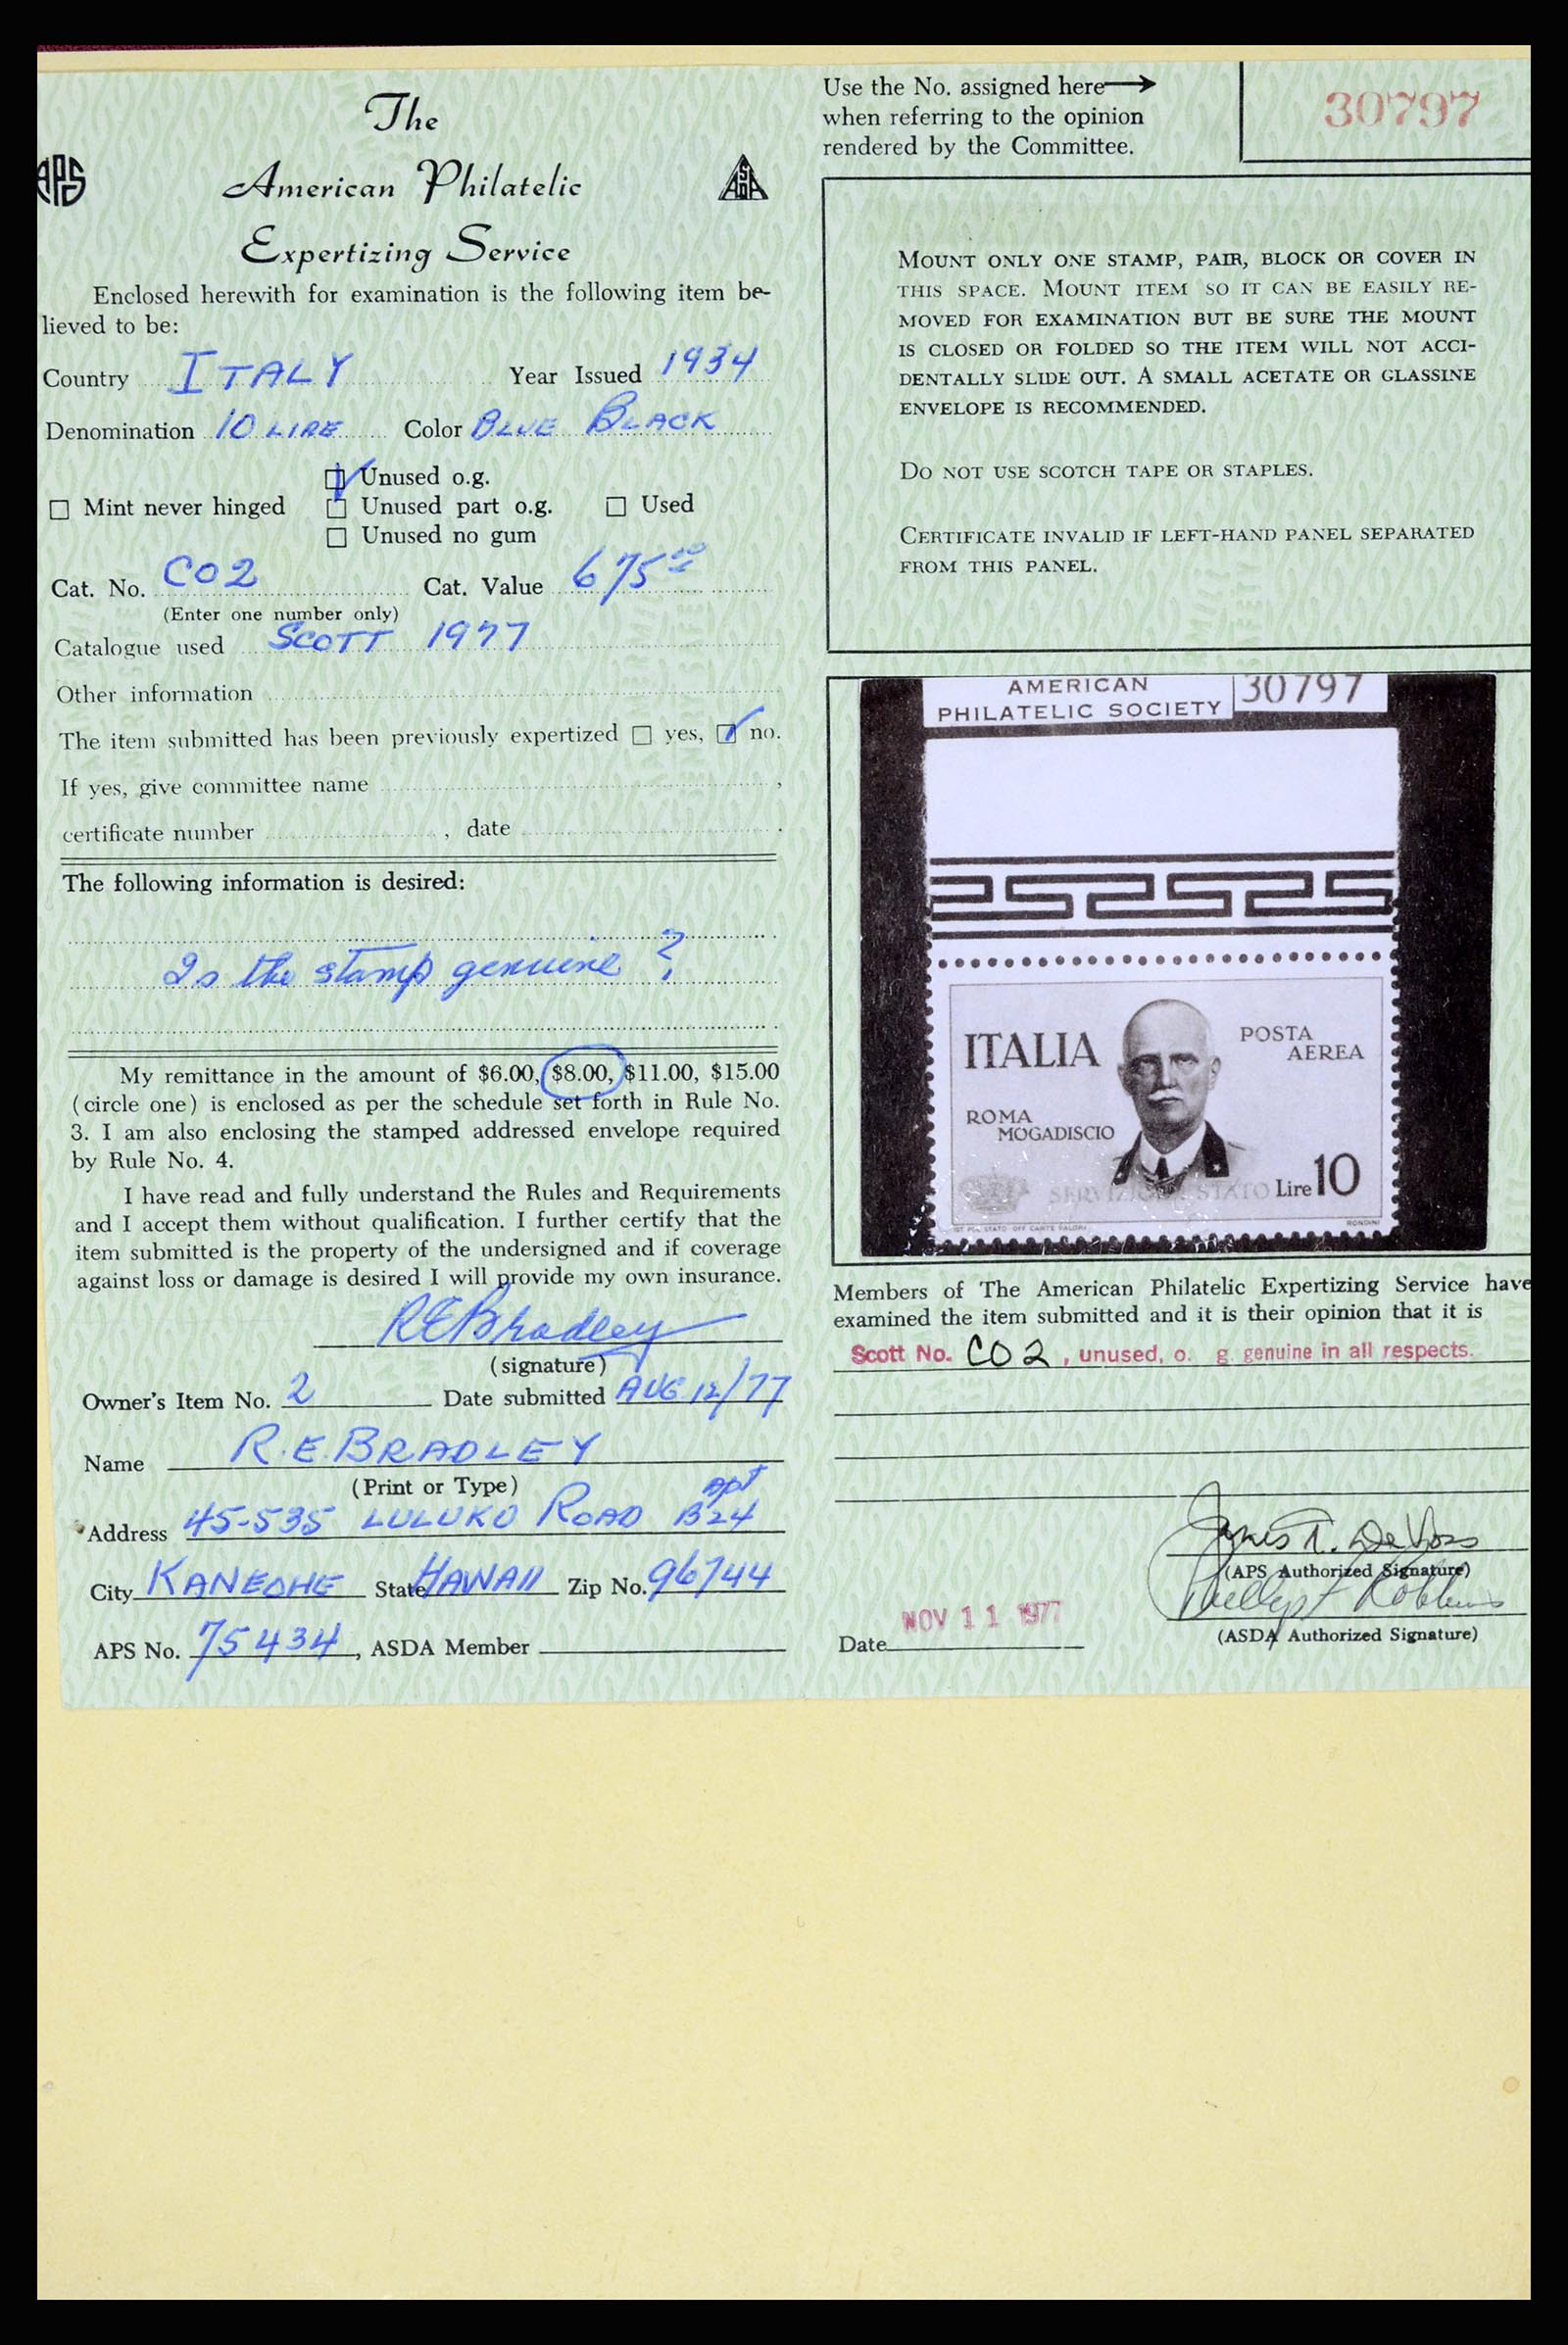 The
APS
American Philatelic
ASDA
Expertizing Service
Enclosed herewith for examination is the following item be-
lieved to be:
Country ITALY Year Issued 1934
Denomination 10 LIRE Color BLUE BLACK
Unused o.g.
Mint never hinged Unused part o.g. Used
Unused no gum
Cat. No. CO2 Cat. Value 675.00
(Enter one number only)
Catalogue used SCOTT 1977
Other information
The item submitted has been previously expertized yes, no.
If yes, give committee name ,
certificate number , date .
The following information is desired:
Is the stamp genuine ?
My remittance in the amount of $6.00, $8.00, $11.00, $15.00
(circle one) is enclosed as per the schedule set forth in Rule No.
3. I am also enclosing the stamped addressed envelope required
by Rule No. 4.
I have read and fully understand the Rules and Requirements
and I accept them without qualification. I further certify that the
item submitted is the property of the undersigned and if coverage
against loss or damage is desired I will provide my own insurance.
R E Bradley
(signature)
Owner's Item No. 2 Date submitted AUG 12/77
Name R. E. BRADLEY
(Print or Type)
apt
Address 45-535 LULUKU ROAD B24
City KANEOHE State HAWAII Zip No. 96744
APS No. 75434, ASDA Member
Use the No. assigned here
when referring to the opinion
rendered by the Committee.
30797
MOUNT ONLY ONE STAMP, PAIR, BLOCK OR COVER IN
THIS SPACE. MOUNT ITEM SO IT CAN BE EASILY RE-
MOVED FOR EXAMINATION BUT BE SURE THE MOUNT
IS CLOSED OR FOLDED SO THE ITEM WILL NOT ACCI-
DENTALLY SLIDE OUT. A SMALL ACETATE OR GLASSINE
ENVELOPE IS RECOMMENDED.
DO NOT USE SCOTCH TAPE OR STAPLES.
CERTIFICATE INVALID IF LEFT-HAND PANEL SEPARATED
FROM THIS PANEL.
AMERICAN
PHILATELIC SOCIETY 30797
ITALIA
POSTA
AEREA
ROMA
MOGADISCIO
SERVIZIO DI STATO
Lire 10
IST. POL. STATO OFF. CARTE VALORI
RONDINI
Members of The American Philatelic Expertizing Service have
examined the item submitted and it is their opinion that it is
Scott No. CO2, unused, o. g. genuine in all respects.
James T. DeVoss
(APS Authorized Signature)
Robbins
NOV 11 1977
Date
(ASDA Authorized Signature)